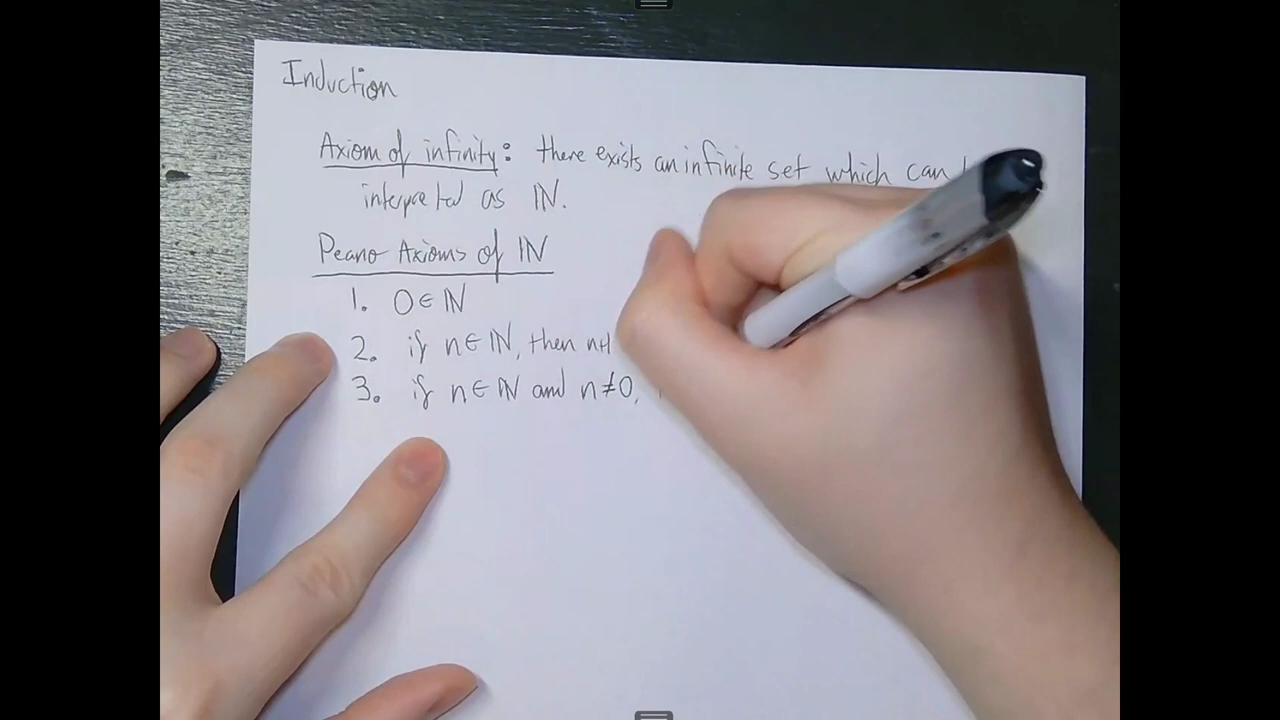 Induction
Axiom of infinity: there exists an infinite set which can
interpreted as ℕ.
Peano Axioms of ℕ
1. 0 ∈ ℕ
2. if n ∈ ℕ, then n+1
3. if n ∈ ℕ and n ≠ 0,